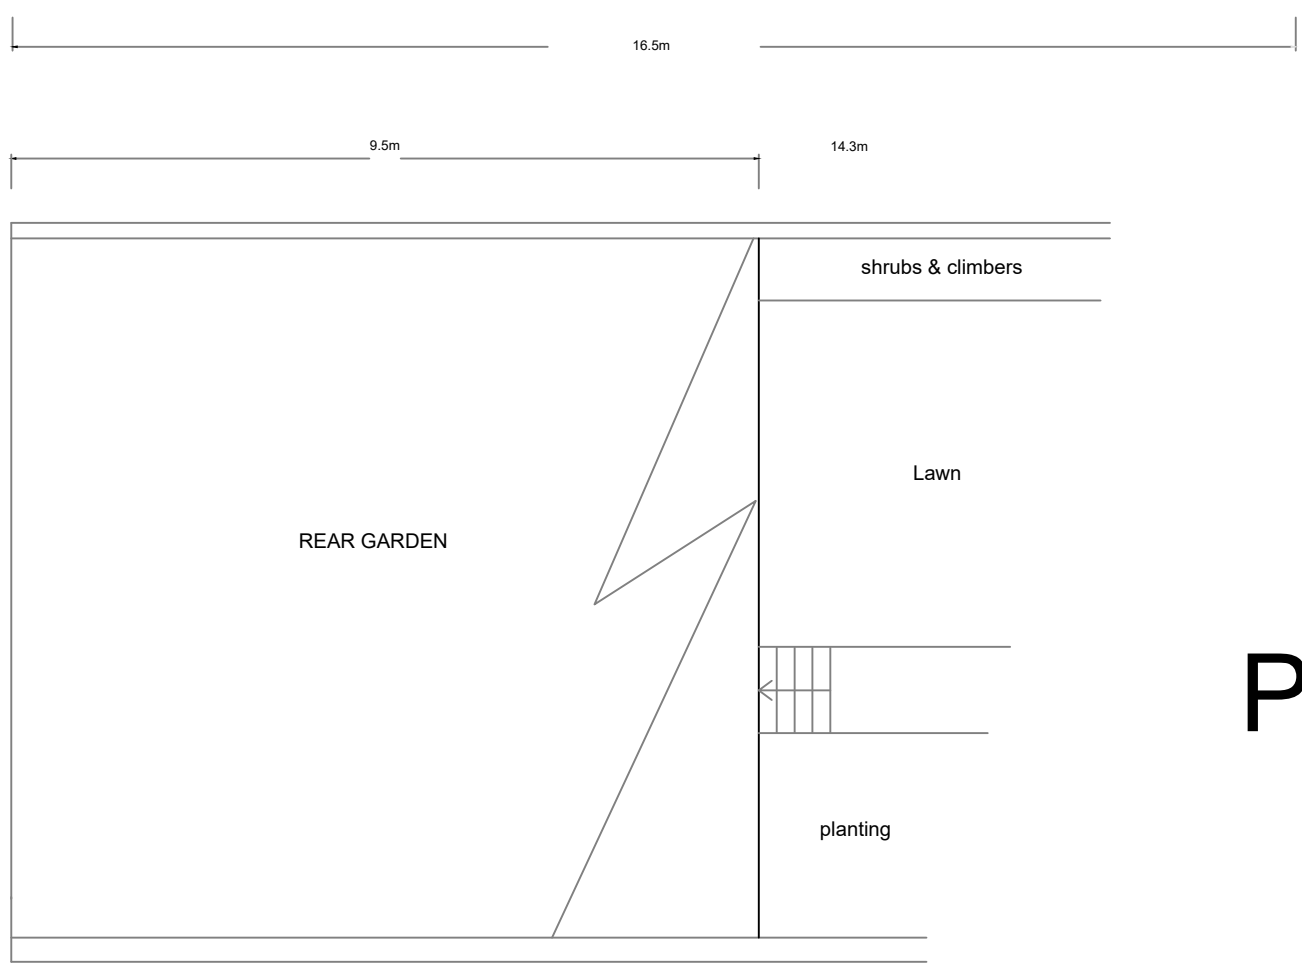 16.5m
9.5m
14.3m
shrubs & climbers
Lawn
REAR GARDEN
P
planting